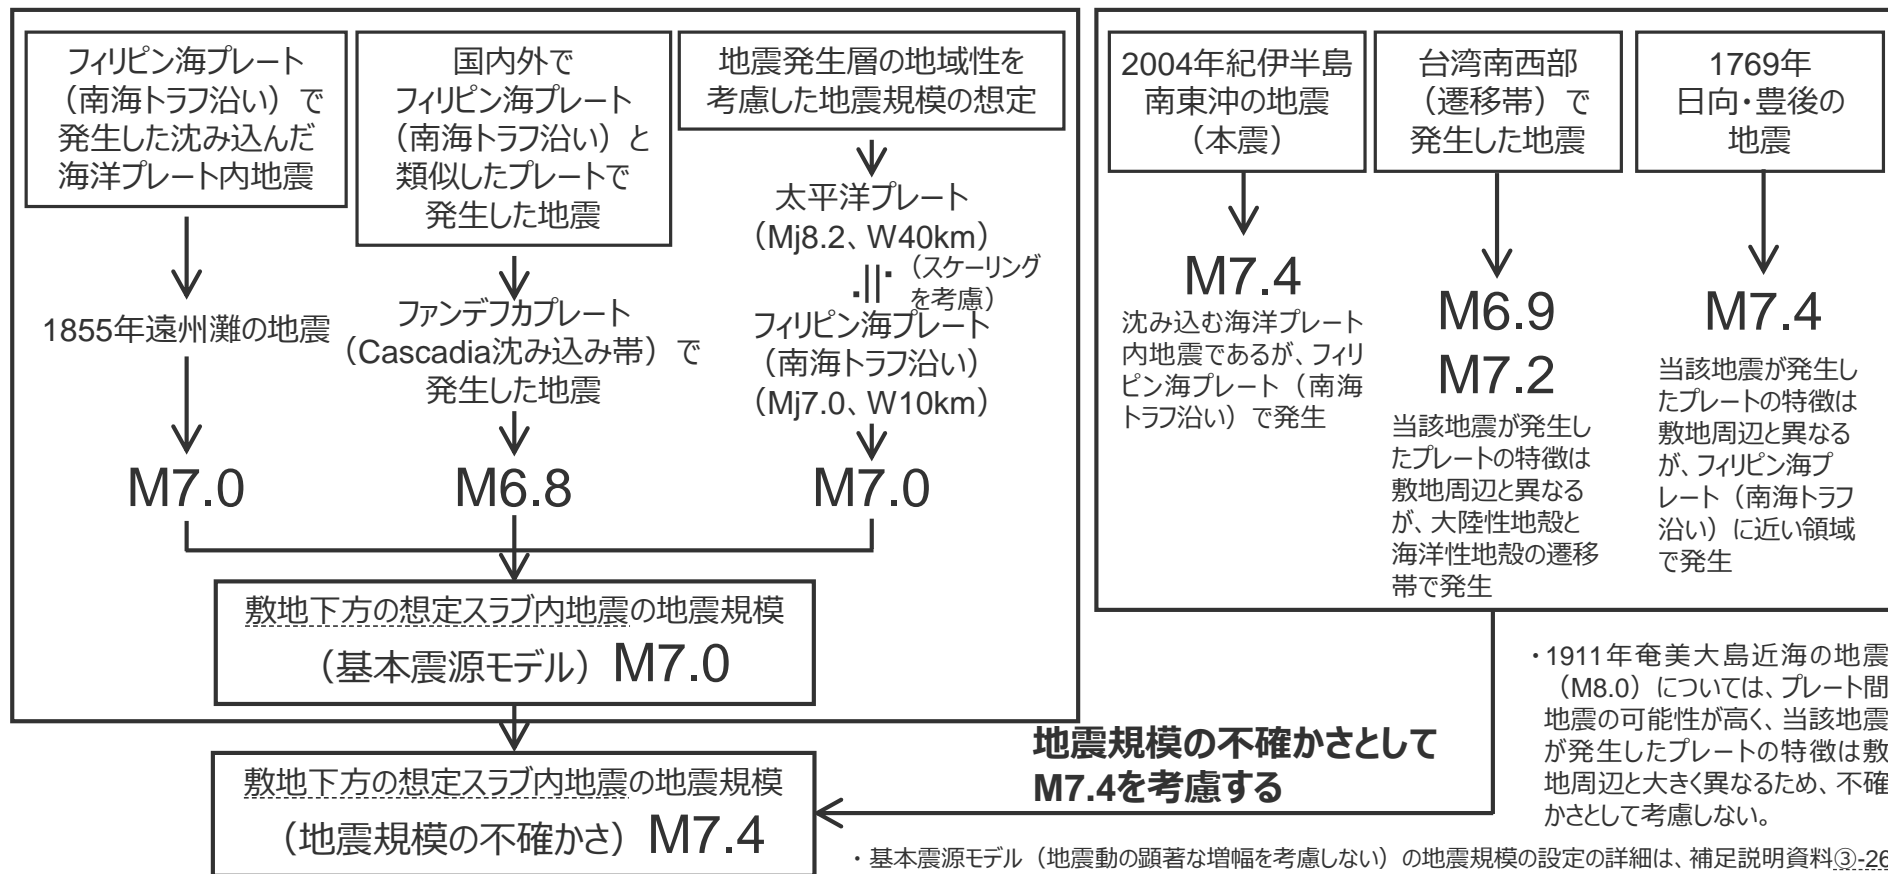 フィリピン海プレート
（南海トラフ沿い）で
発生した沈み込んだ
海洋プレート内地震
1855年遠州灘の地震
M7.0
国内外で
フィリピン海プレート
（南海トラフ沿い）と
類似したプレートで
発生した地震
ファンデフカプレート
（Cascadia沈み込み帯）で
発生した地震
M6.8
地震発生層の地域性を
考慮した地震規模の想定
太平洋プレート
（Mj8.2、W40km）
（スケーリング
を考慮）
フィリピン海プレート
（南海トラフ沿い）
（Mj7.0、W10km）
M7.0
敷地下方の想定スラブ内地震の地震規模
（基本震源モデル）M7.0
敷地下方の想定スラブ内地震の地震規模
（地震規模の不確かさ）M7.4
2004年紀伊半島
南東沖の地震
（本震）
M7.4
沈み込む海洋プレート
内地震であるが、フィリ
ピン海プレート（南海
トラフ沿い）で発生
台湾南西部
（遷移帯）で
発生した地震
M6.9
M7.2
当該地震が発生し
たプレートの特徴は
敷地周辺と異なる
が、大陸性地殻と
海洋性地殻の遷移
帯で発生
1769年
日向・豊後の
地震
M7.4
当該地震が発生し
たプレートの特徴は
敷地周辺と異なる
が、フィリピン海プ
レート（南海トラフ
沿い）に近い領域
で発生
地震規模の不確かさとして
M7.4を考慮する
・1911年奄美大島近海の地震
（M8.0）については、プレート間
地震の可能性が高く、当該地震
が発生したプレートの特徴は敷
地周辺と大きく異なるため、不確
かさとして考慮しない。
・基本震源モデル（地震動の顕著な増幅を考慮しない）の地震規模の設定の詳細は、補足説明資料③-26